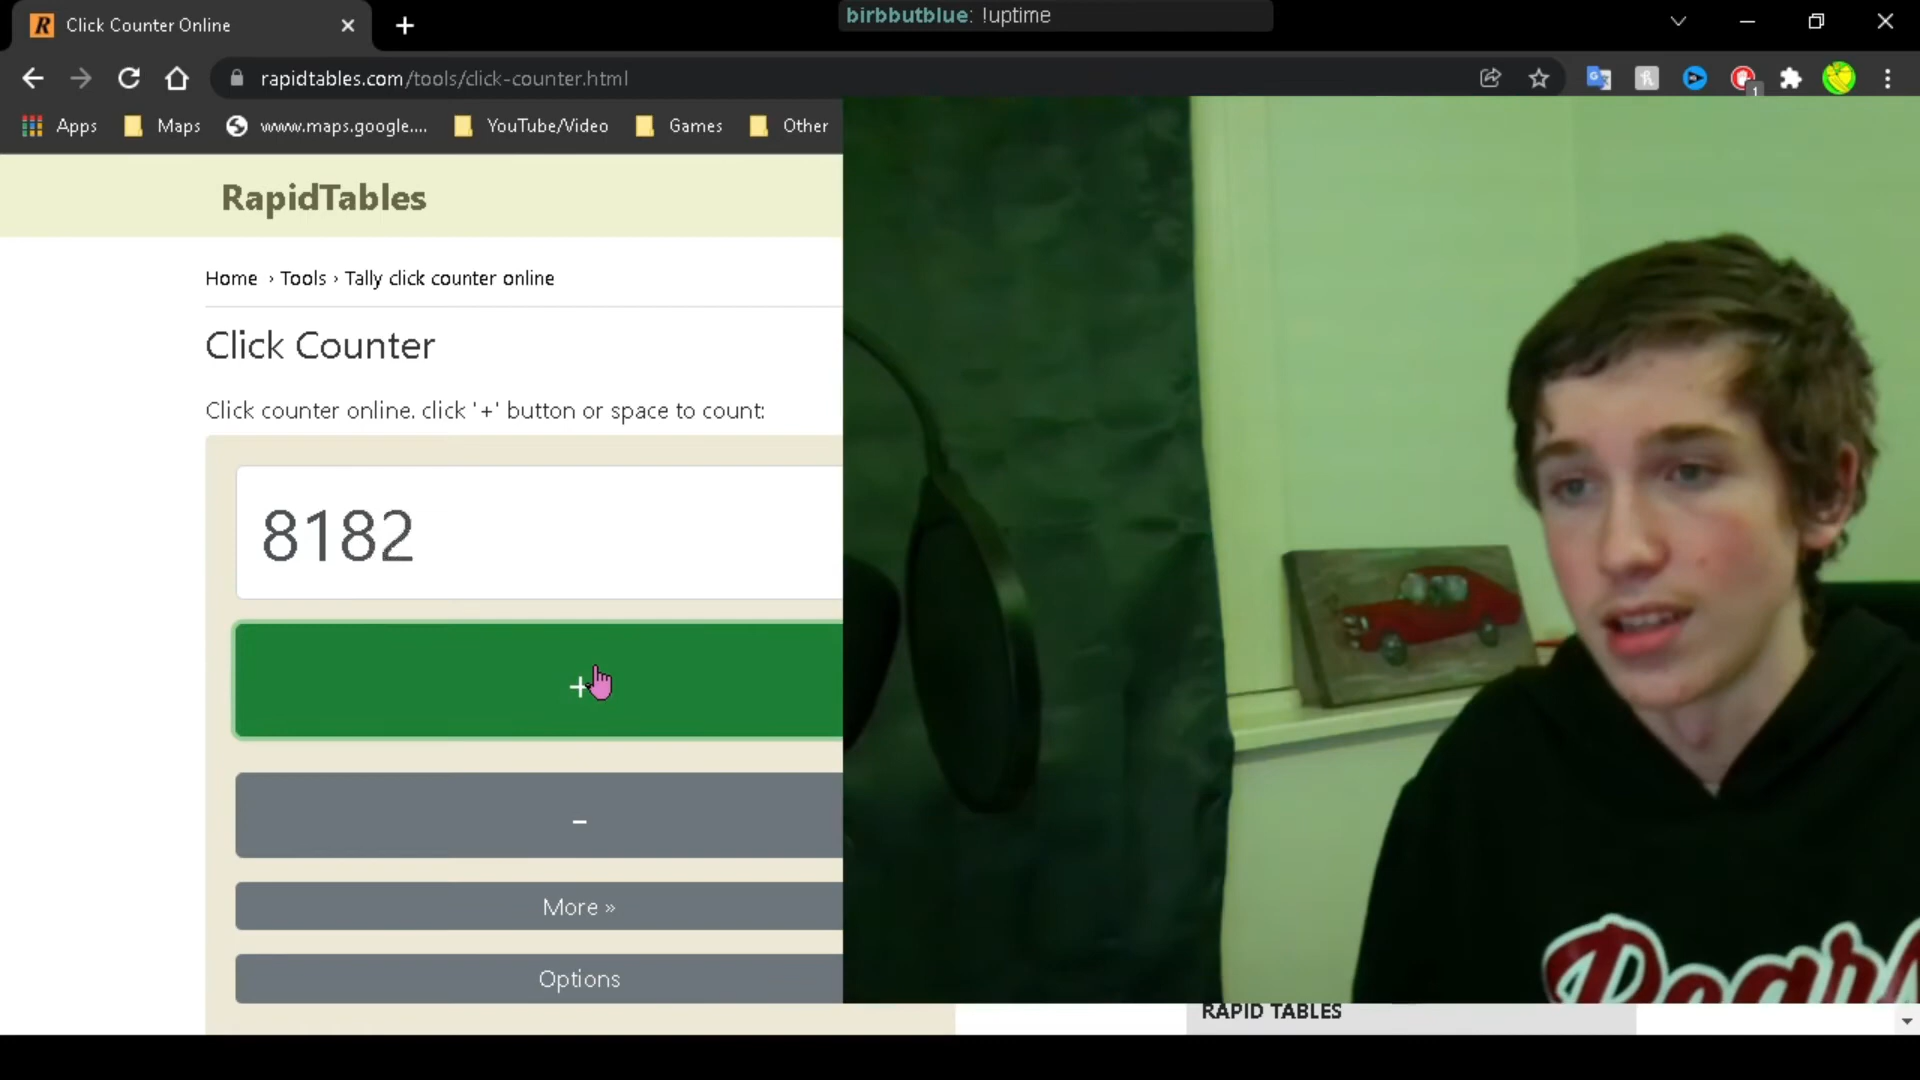 Click Counter Online
birbbutblue: !uptime
rapidtables.com/tools/click-counter.html
1
Apps Maps www.maps.google.... YouTube/Video Games Other
RapidTables
Home › Tools › Tally click counter online
Click Counter
Click counter online. click '+' button or space to count:
8182
+
-
More »
Options
RAPID TABLES